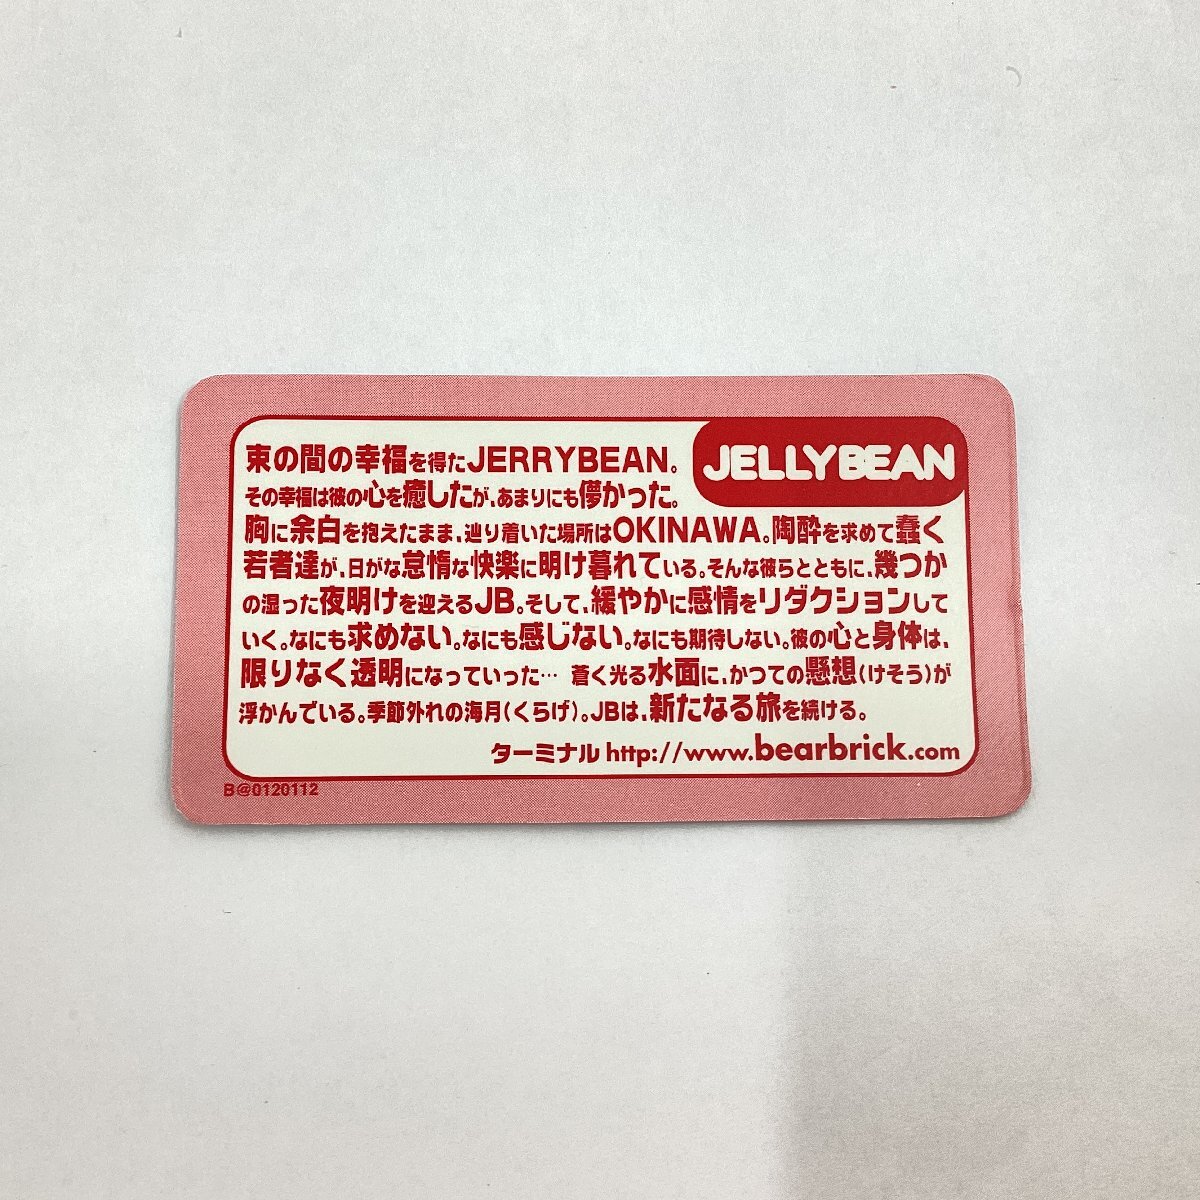 JELLYBEAN
束の間の幸福を得たJERRYBEAN。
その幸福は彼の心を癒したが、あまりにも儚かった。
胸に余白を抱えたまま、辿り着いた場所はOKINAWA。陶酔を求めて蠢く
若者達が、日がな怠惰な快楽に明け暮れている。そんな彼らとともに、幾つか
の湿った夜明けを迎えるJB。そして、緩やかに感情をリダクションして
いく。なにも求めない。なにも感じない。なにも期待しない。彼の心と身体は、
限りなく透明になっていった… 蒼く光る水面に、かつての懸想(けそう)が
浮かんでいる。季節外れの海月(くらげ)。JBは、新たなる旅を続ける。
ターミナル http://www.bearbrick.com
B@0120112